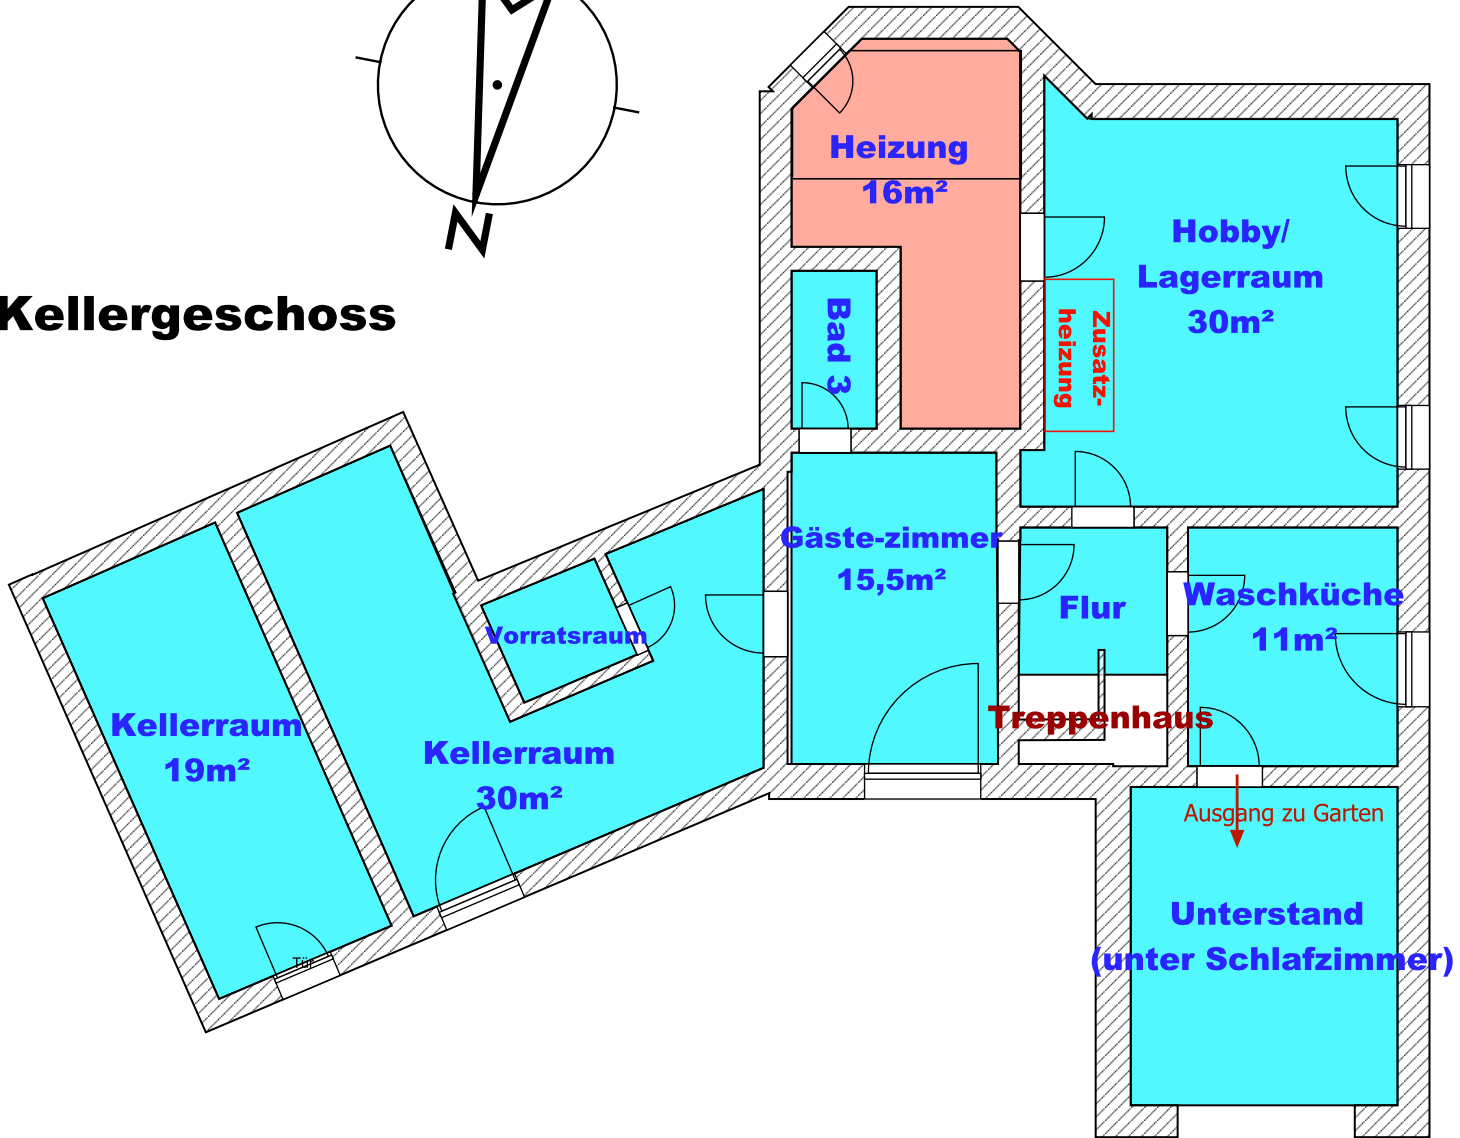 N
Kellergeschoss
Heizung
16m²
Hobby/
Lagerraum
30m²
Bad 3
Zusatz-
heizung
Gäste-zimmer
15,5m²
Flur
Waschküche
11m²
Vorratsraum
Treppenhaus
Kellerraum
19m²
Kellerraum
30m²
Ausgang zu Garten
Unterstand
(unter Schlafzimmer)
Tür